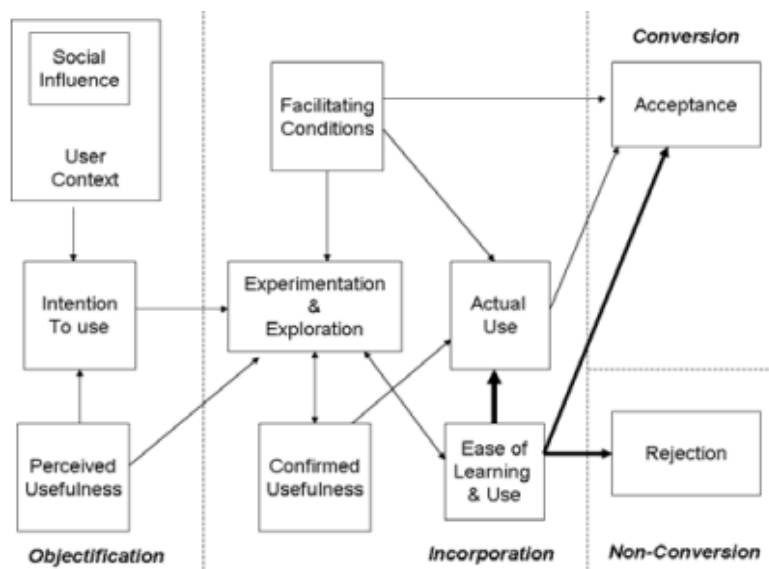 Social
Influence
User
Context
Intention
To use
Perceived
Usefulness
Objectification
Facilitating
Conditions
Experimentation
&
Exploration
Actual
Use
Confirmed
Usefulness
Ease of
Learning
& Use
Incorporation
Conversion
Acceptance
Rejection
Non-Conversion